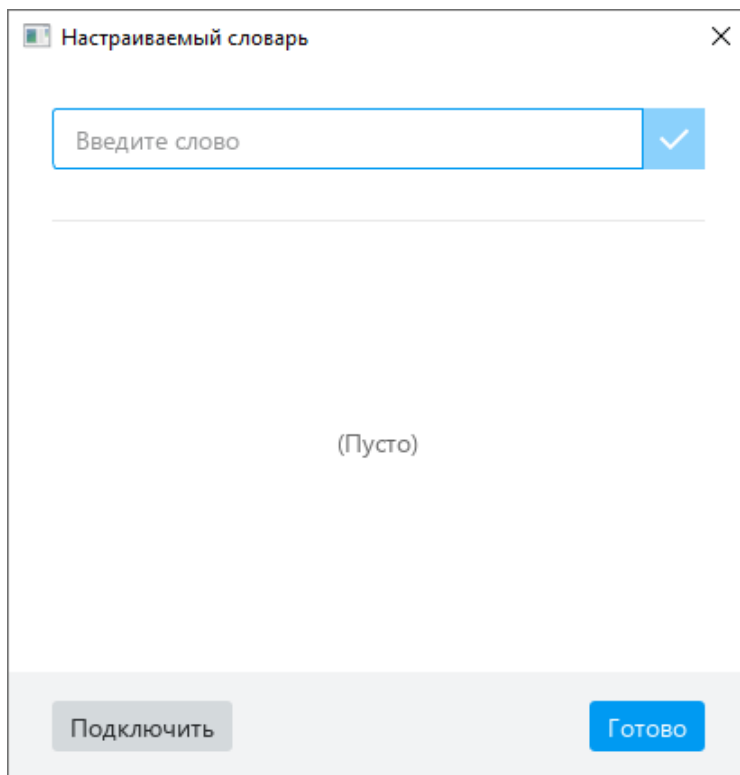 Настраиваемый словарь
Введите слово
(Пусто)
Подключить
Готово